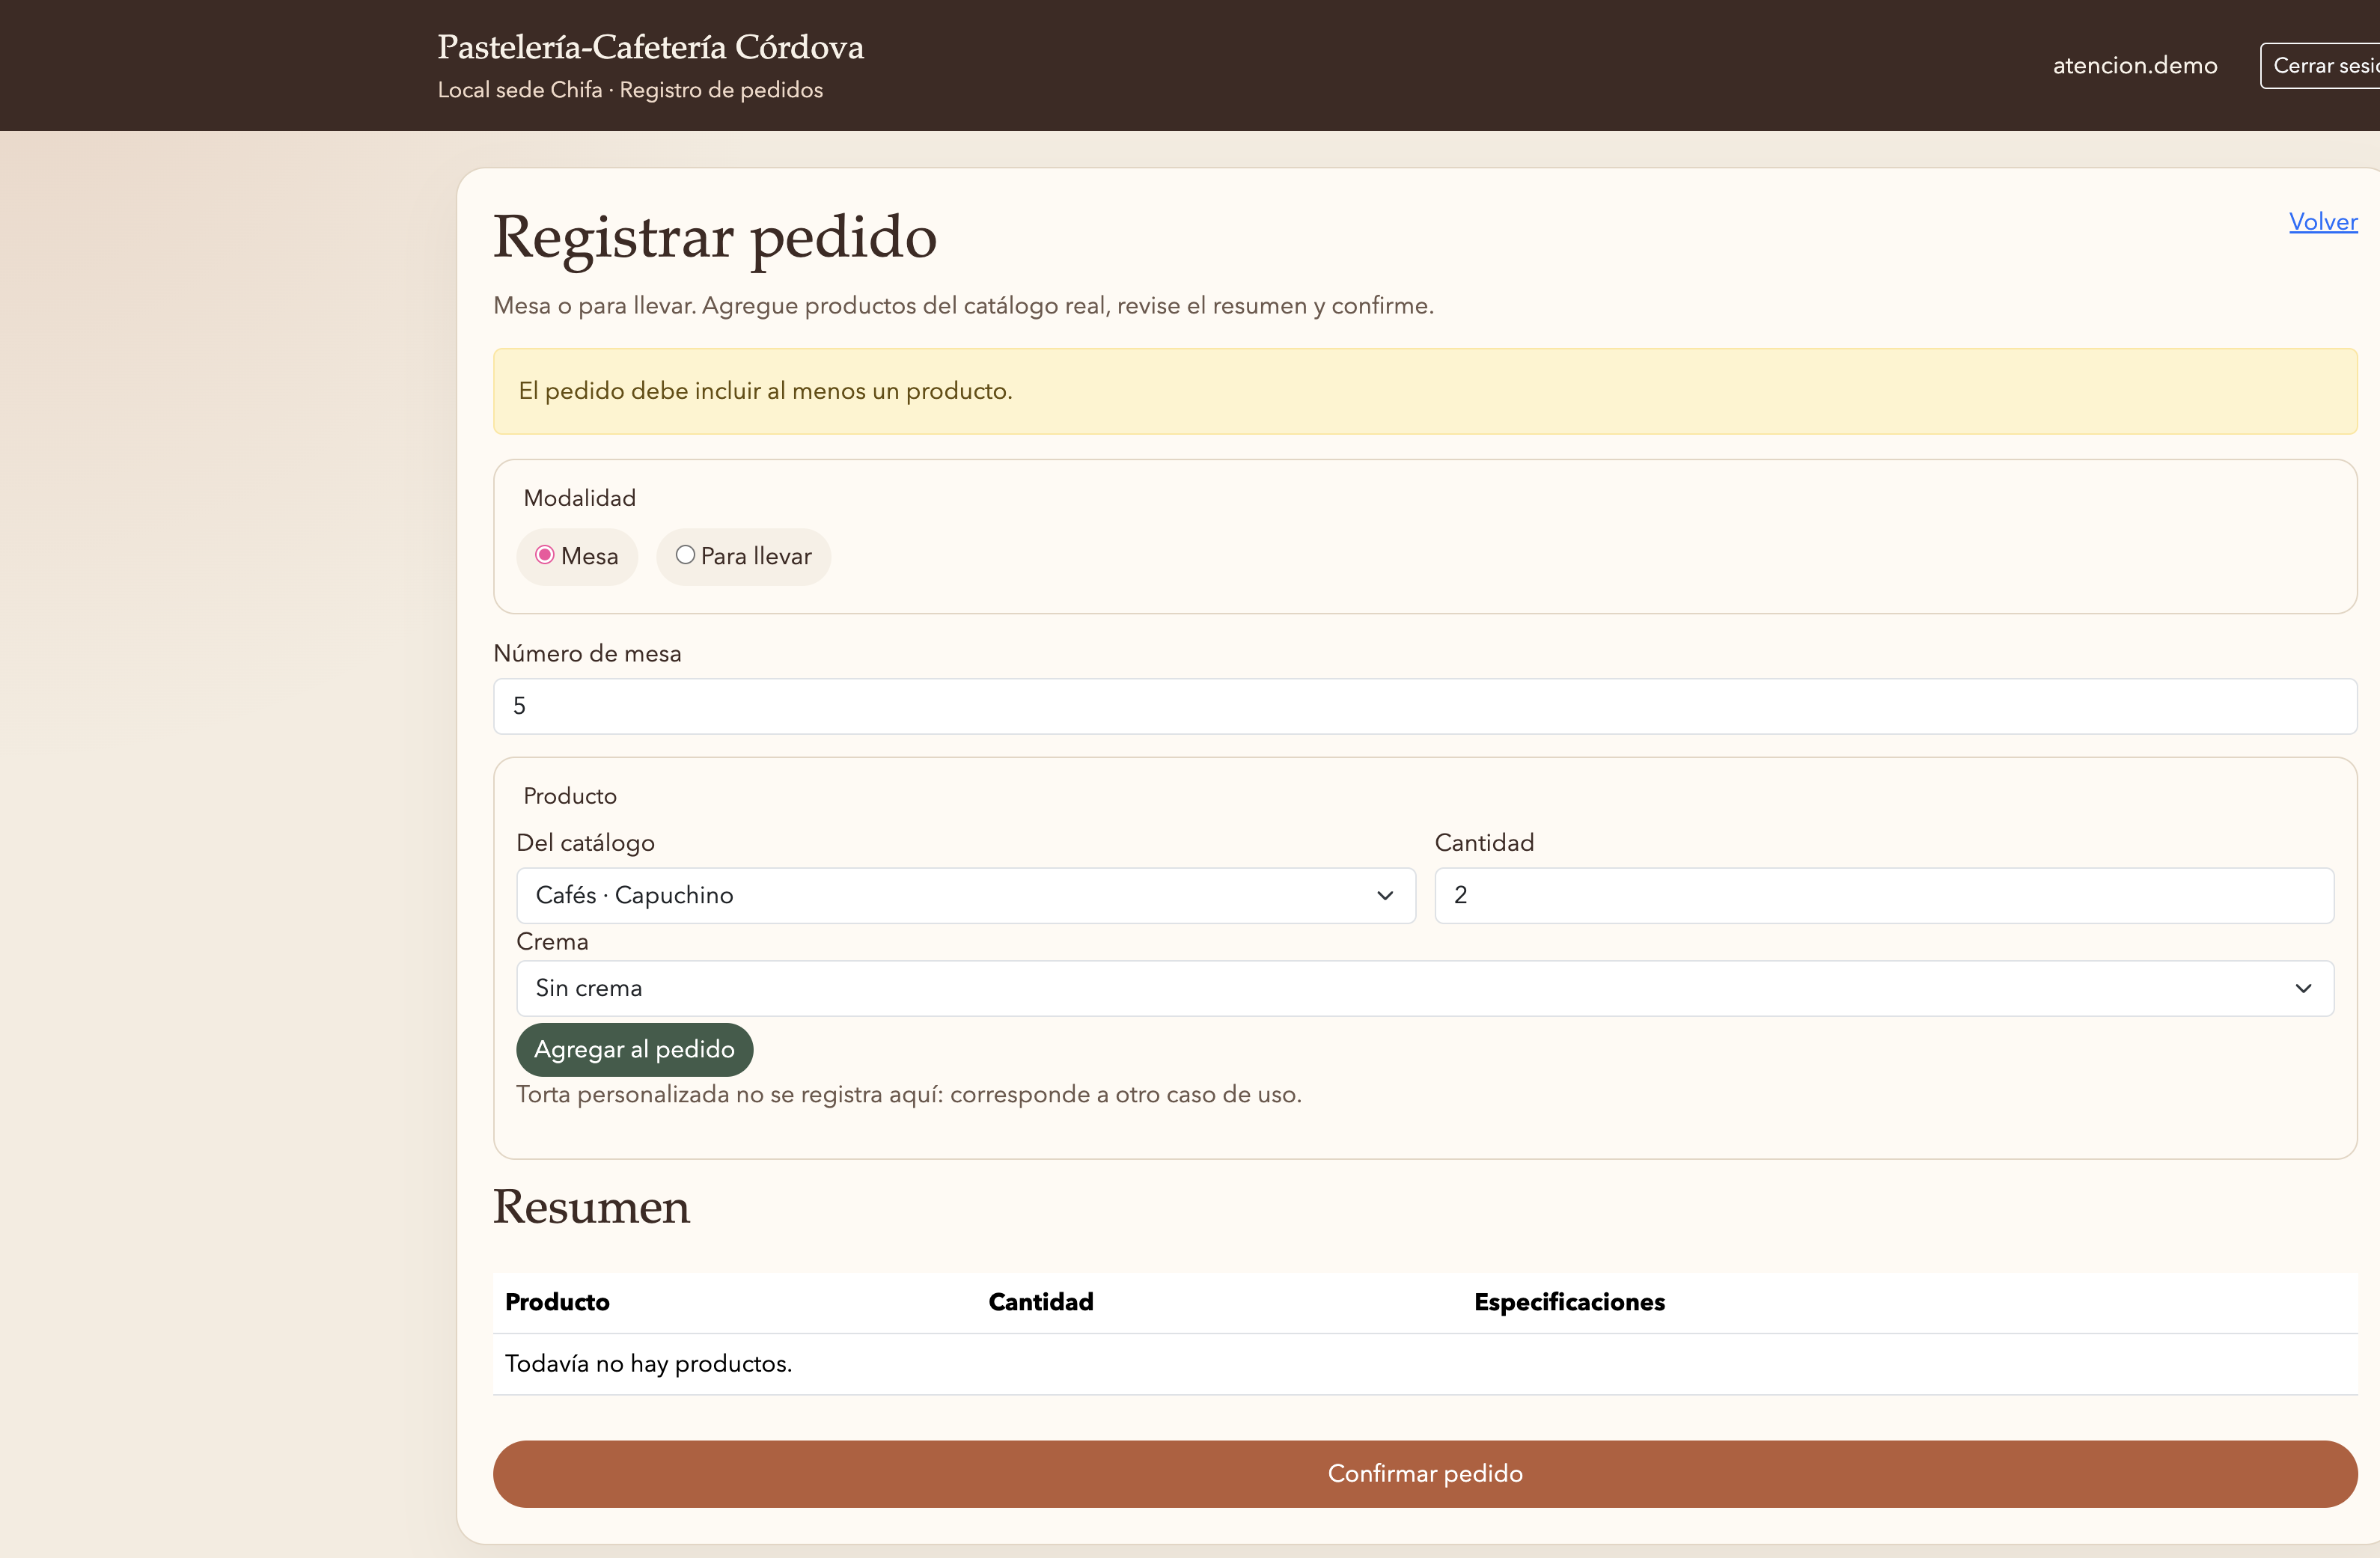 Pastelería-Cafetería Córdova
Local sede Chifa · Registro de pedidos
atencion.demo
Cerrar
Registrar pedido
Volver
Mesa o para llevar. Agregue productos del catálogo real, revise el resumen y confirme.
El pedido debe incluir al menos un producto.
Modalidad
Mesa
Para llevar
Número de mesa
5
Producto
Del catálogo
Cantidad
Cafés · Capuchino
2
Crema
Sin crema
Agregar al pedido
Torta personalizada no se registra aquí: corresponde a otro caso de uso.
Resumen
Producto Cantidad Especificaciones
Todavía no hay productos.
Confirmar pedido